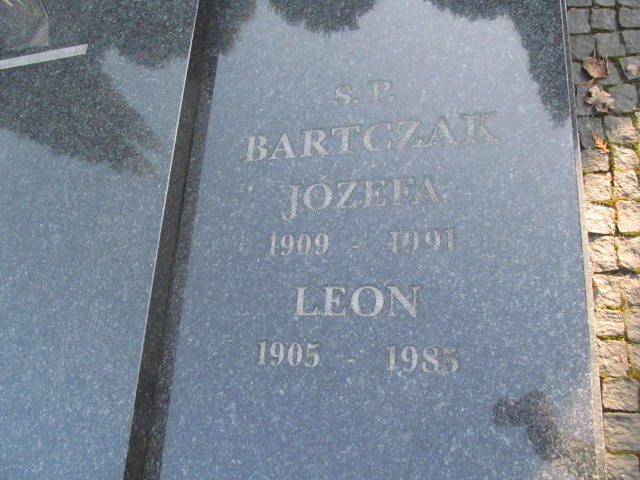 Ś. P.
BARTCZAK
JÓZEFA
1909 - 1991
LEON
1905 - 1985